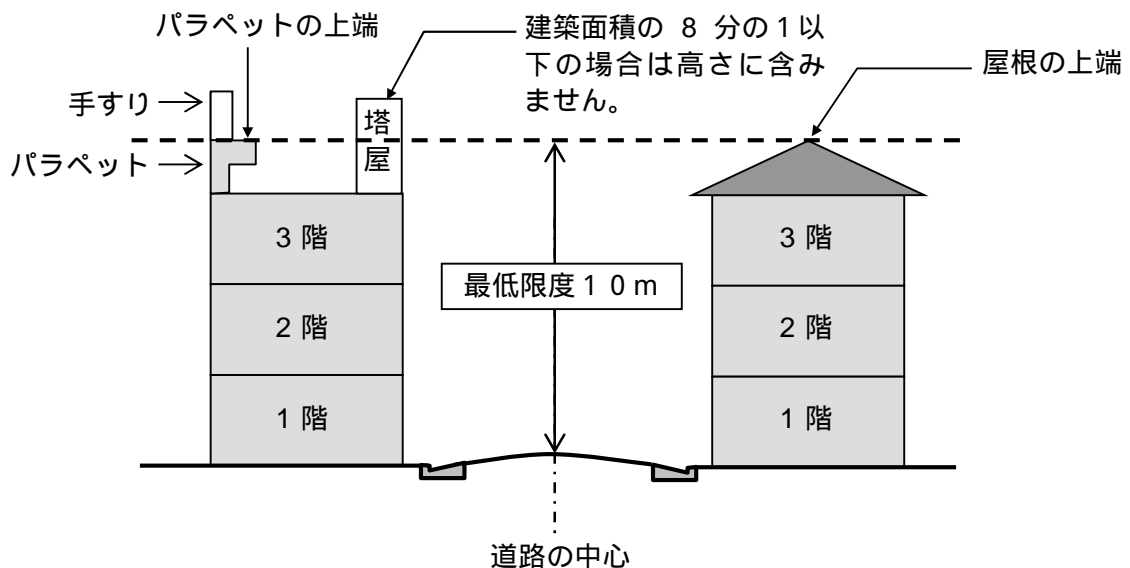 パラペットの上端
建築面積の 8 分の1以
下の場合は高さに含み
ません。
屋根の上端
手すり
塔
屋
パラペット
3 階
3 階
最低限度10m
2 階
2 階
1 階
1 階
道路の中心